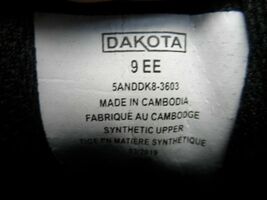 DAKOTA
9 EE
5ANDDK8-3603
MADE IN CAMBODIA
FABRIQUÉ AU CAMBODGE
SYNTHETIC UPPER
TIGE EN MATIÈRE SYNTHÉTIQUE